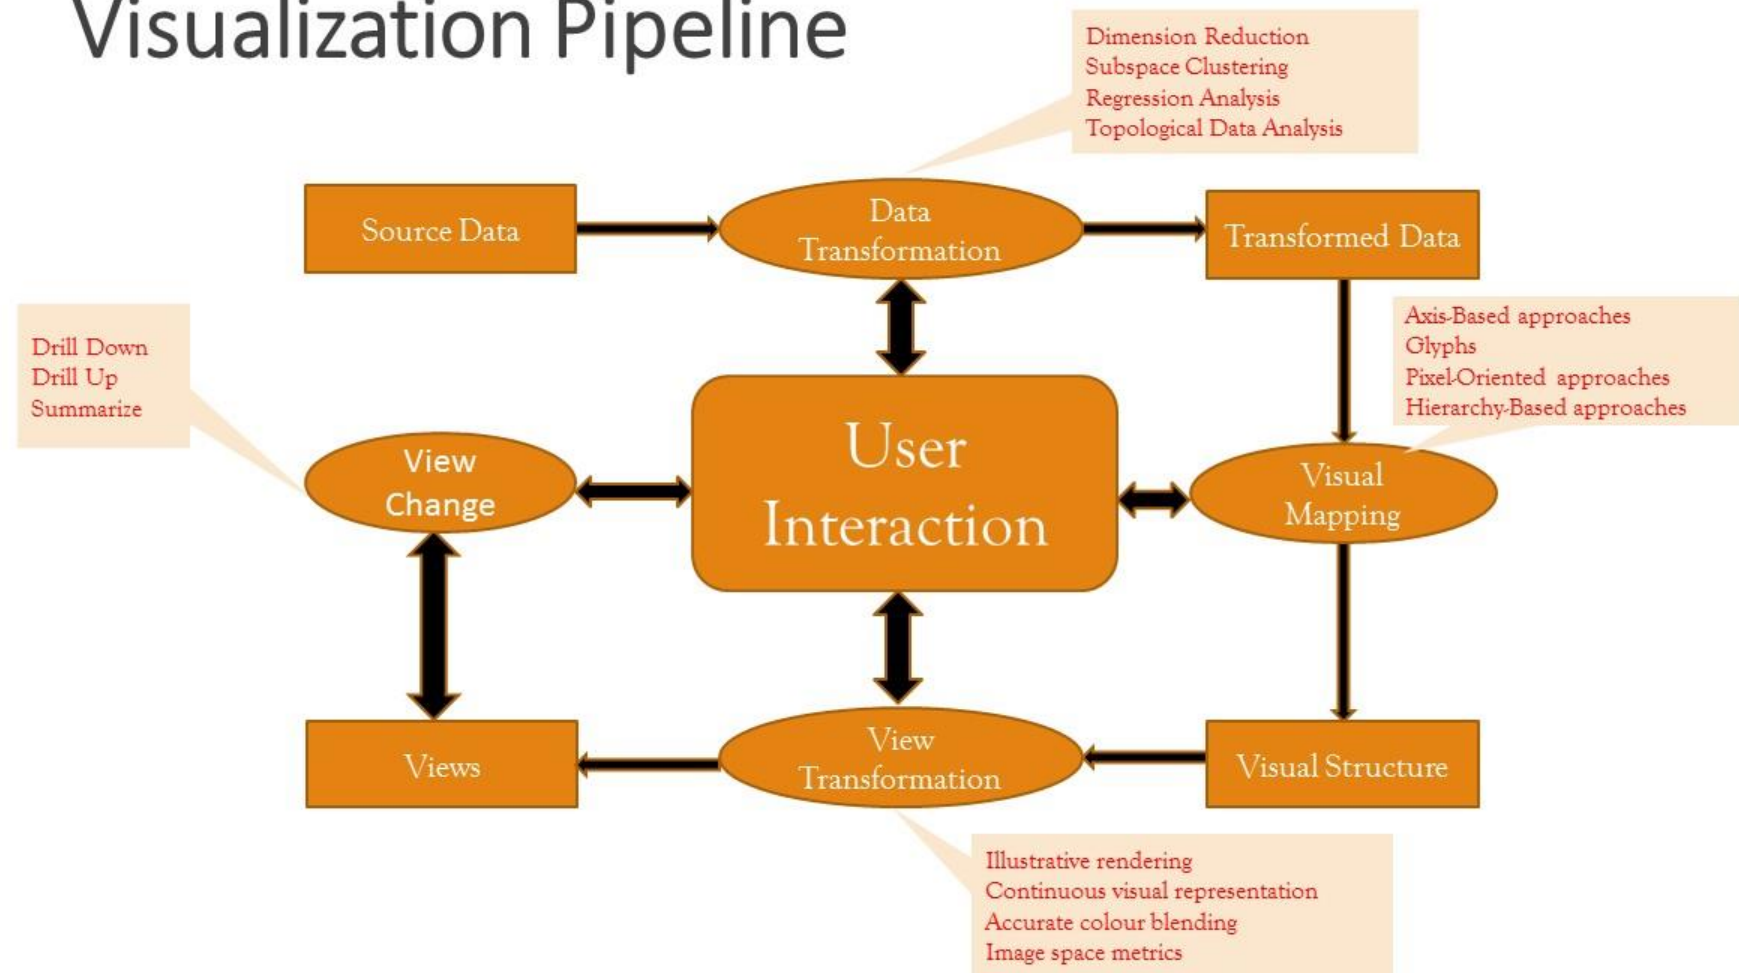 Visualization Pipeline
Dimension Reduction
Subspace Clustering
Regression Analysis
Topological Data Analysis
Source Data
Data
Transformation
Transformed Data
Drill Down
Drill Up
Summarize
Axis-Based approaches
Glyphs
Pixel-Oriented approaches
Hierarchy-Based approaches
View
Change
User
Interaction
Visual
Mapping
Views
View
Transformation
Visual Structure
Illustrative rendering
Continuous visual representation
Accurate colour blending
Image space metrics